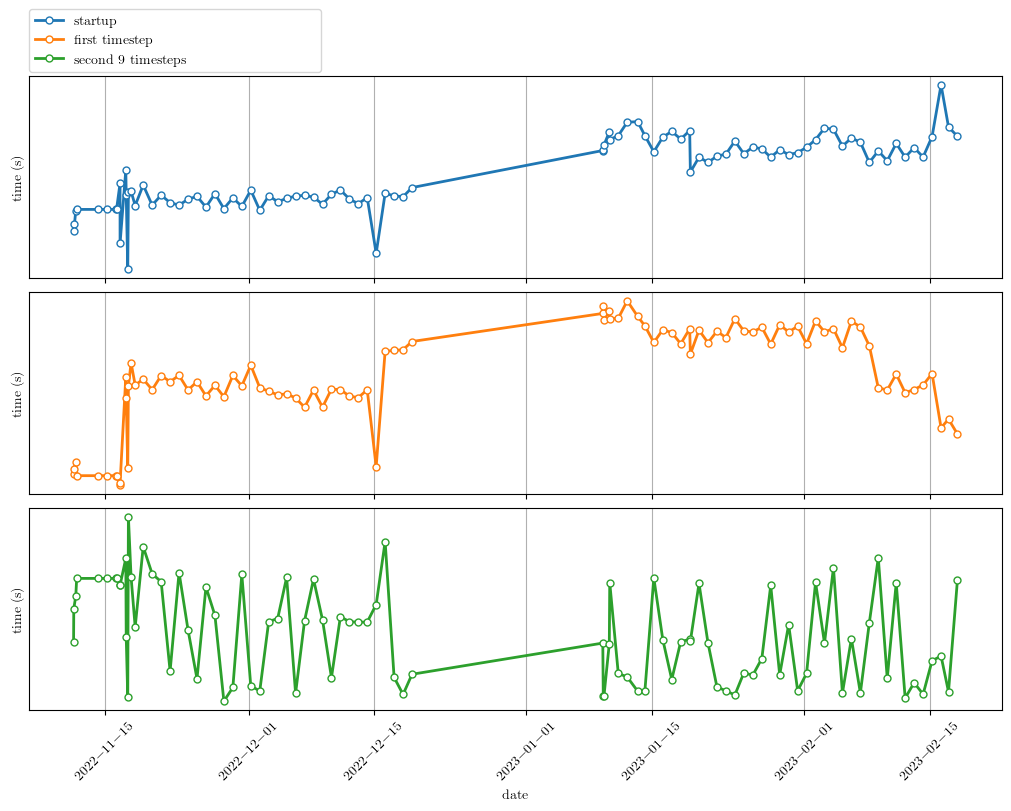 startup
first timestep
second 9 timesteps
time (s)
time (s)
time (s)
2022−11−15
2022−12−01
2022−12−15
2023−01−01
2023−01−15
2023−02−01
2023−02−15
date